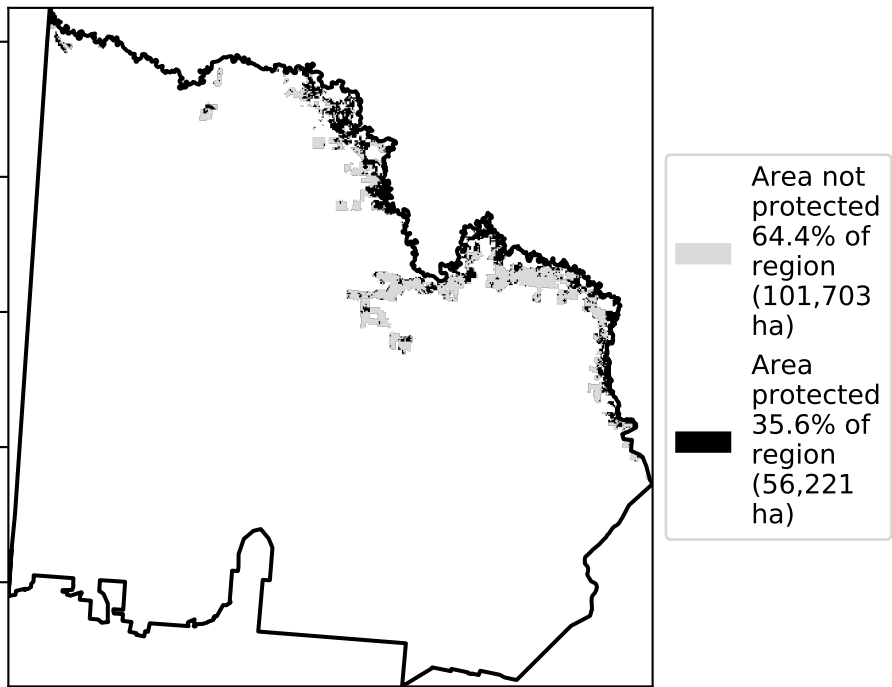 Area not
protected
64.4% of
region
(101,703
ha)
Area
protected
35.6% of
region
(56,221
ha)